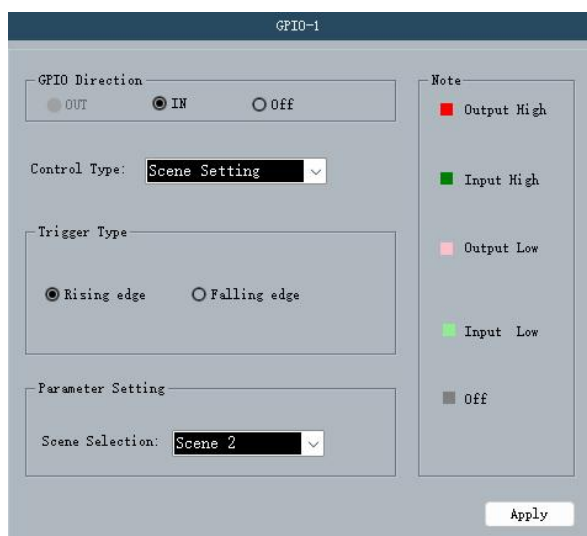 GPIO-1
GPIO Direction
OUT IN Off
Control Type: Scene Setting
Trigger Type
Rising edge Falling edge
Parameter Setting
Scene Selection: Scene 2
Note
Output High
Input High
Output Low
Input Low
Off
Apply